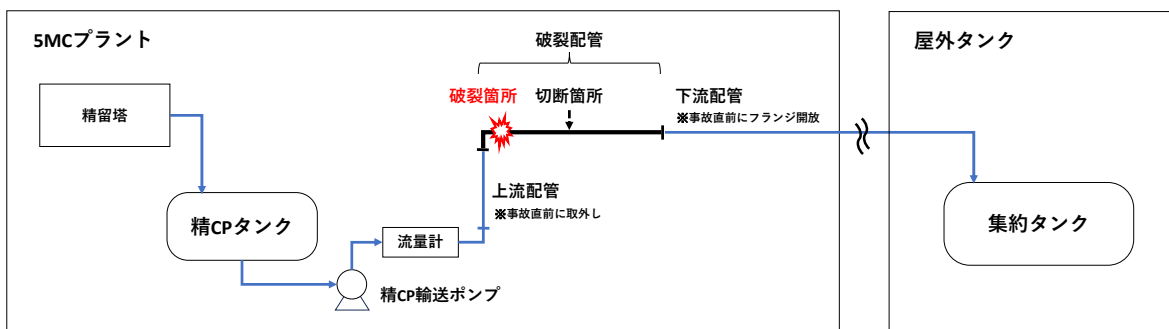 5MCプラント
屋外タンク
破裂配管
破裂箇所
切断箇所
下流配管
※事故直前にフランジ開放
精留塔
上流配管
※事故直前に取外し
精CPタンク
流量計
集約タンク
精CP輸送ポンプ